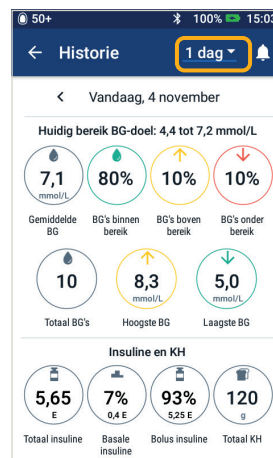 50+ 100% 15:03
Historie 1 dag
Vandaag, 4 november
Huidig bereik BG-doel: 4,4 tot 7,2 mmol/L
7,1 80% 10% 10%
mmol/L
Gemiddelde BG's binnen BG's boven BG's onder
BG bereik bereik bereik
10 8,3 5,0
mmol/L mmol/L
Totaal BG's Hoogste BG Laagste BG
Insuline en KH
5,65 7% 93% 120
E 0,4 E 5,25 E g
Totaal insuline Basale Bolus insuline Totaal KH
insuline